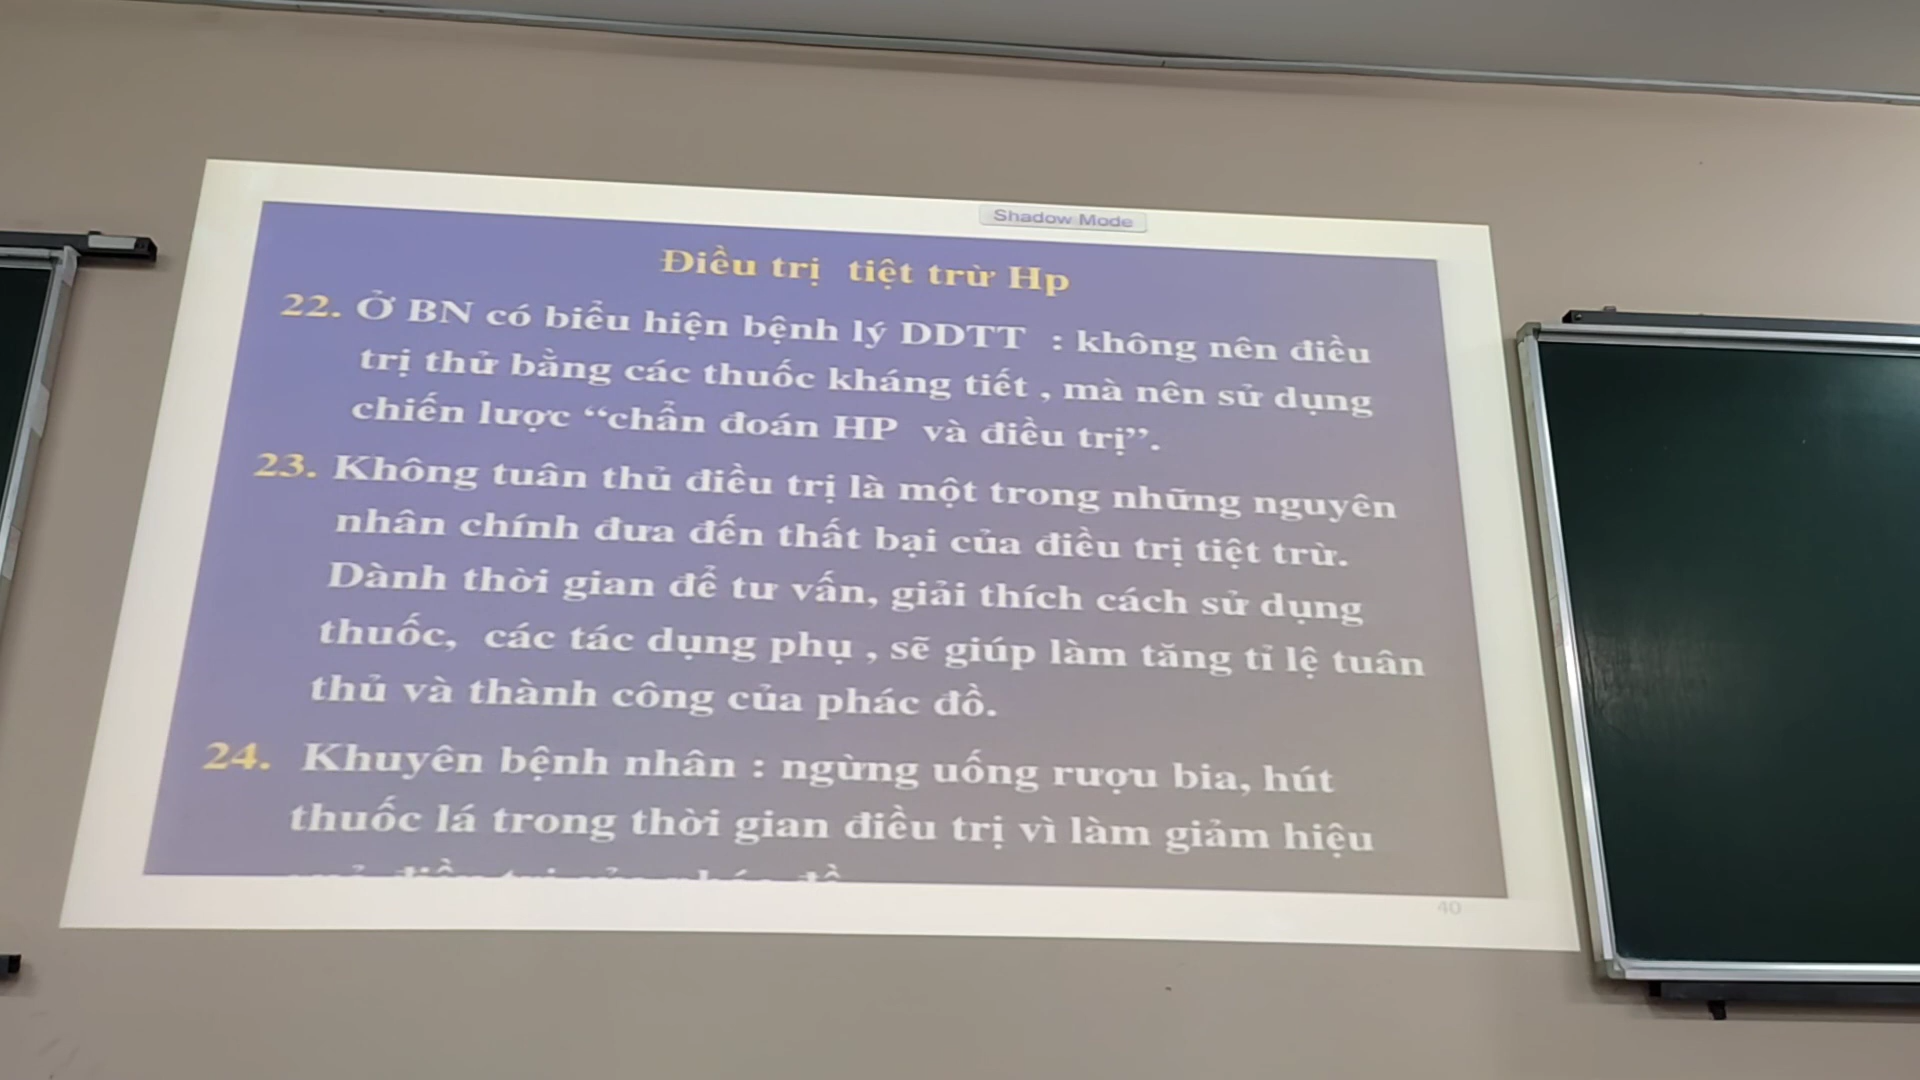 Shadow Mode
Điều trị tiệt trừ Hp
22. Ở BN có biểu hiện bệnh lý DDTT : không nên điều
trị thử bằng các thuốc kháng tiết , mà nên sử dụng
chiến lược “chẩn đoán HP và điều trị”.
23. Không tuân thủ điều trị là một trong những nguyên
nhân chính đưa đến thất bại của điều trị tiệt trừ.
Dành thời gian để tư vấn, giải thích cách sử dụng
thuốc, các tác dụng phụ , sẽ giúp làm tăng tỉ lệ tuân
thủ và thành công của phác đồ.
24. Khuyên bệnh nhân : ngừng uống rượu bia, hút
thuốc lá trong thời gian điều trị vì làm giảm hiệu
40